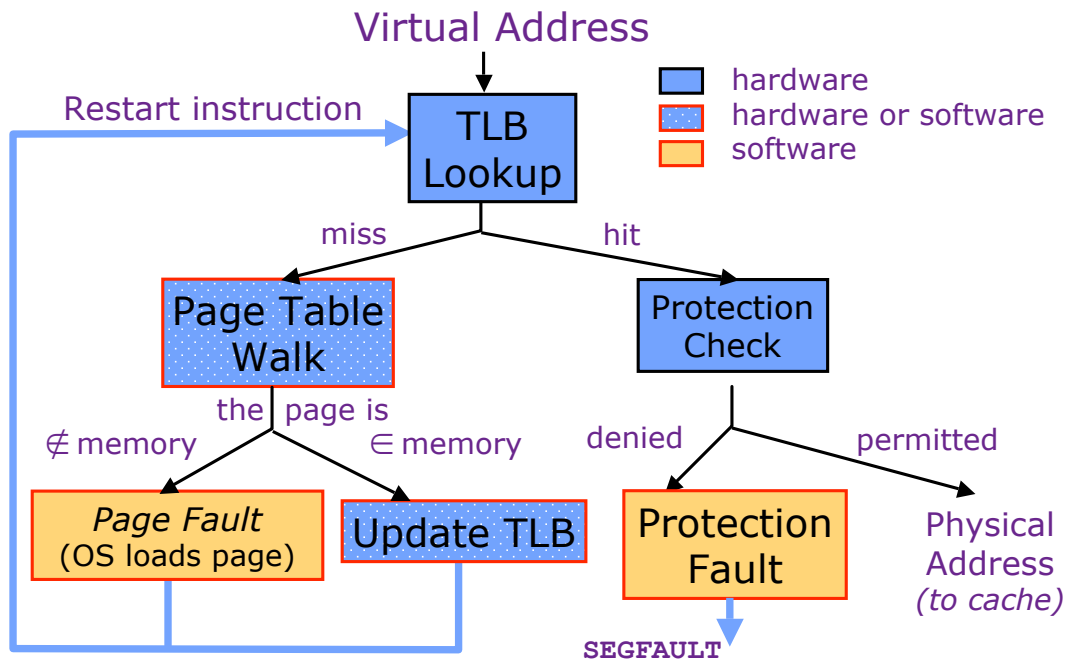 Virtual Address
hardware
hardware or software
software
Restart instruction
TLB
Lookup
miss
hit
Page Table
Walk
Protection
Check
the page is
∉ memory
∈ memory
denied
permitted
Page Fault
(OS loads page)
Update TLB
Protection
Fault
Physical
Address
(to cache)
SEGFAULT